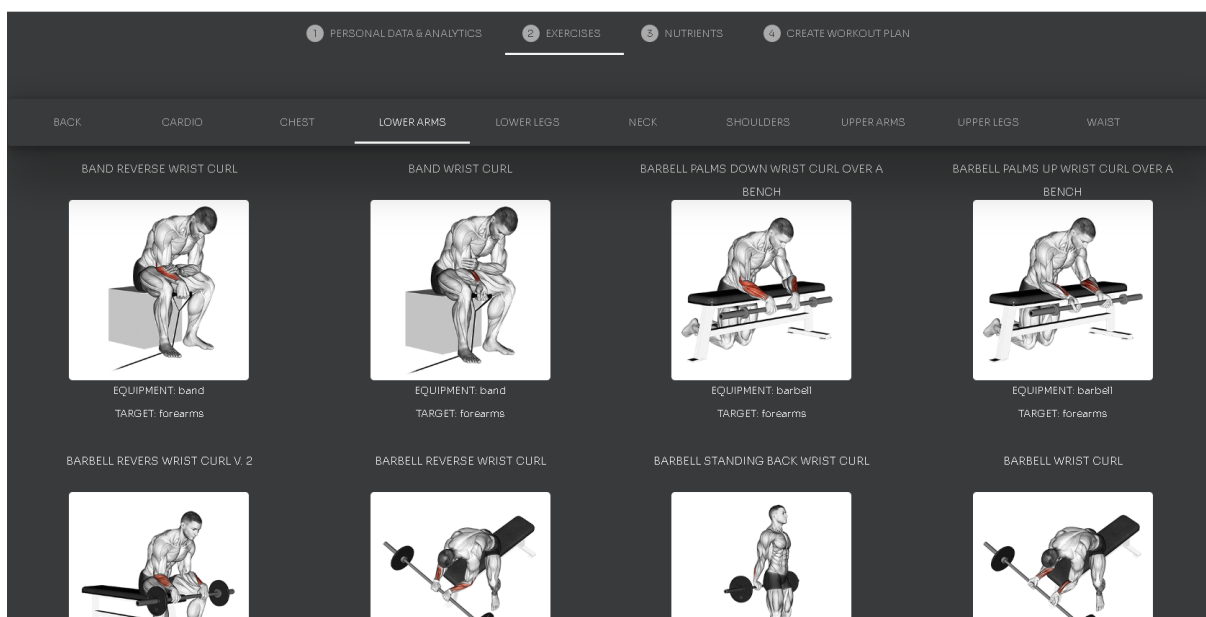 1 PERSONAL DATA & ANALYTICS 2 EXERCISES 3 NUTRIENTS 4 CREATE WORKOUT PLAN
BACK CARDIO CHEST LOWER ARMS LOWER LEGS NECK SHOULDERS UPPER ARMS UPPER LEGS WAIST
BAND REVERSE WRIST CURL
EQUIPMENT: band
TARGET: forearms
BAND WRIST CURL
EQUIPMENT: band
TARGET: forearms
BARBELL PALMS DOWN WRIST CURL OVER A
BENCH
EQUIPMENT: barbell
TARGET: forearms
BARBELL PALMS UP WRIST CURL OVER A
BENCH
EQUIPMENT: barbell
TARGET: forearms
BARBELL REVERS WRIST CURL V. 2
BARBELL REVERSE WRIST CURL
BARBELL STANDING BACK WRIST CURL
BARBELL WRIST CURL